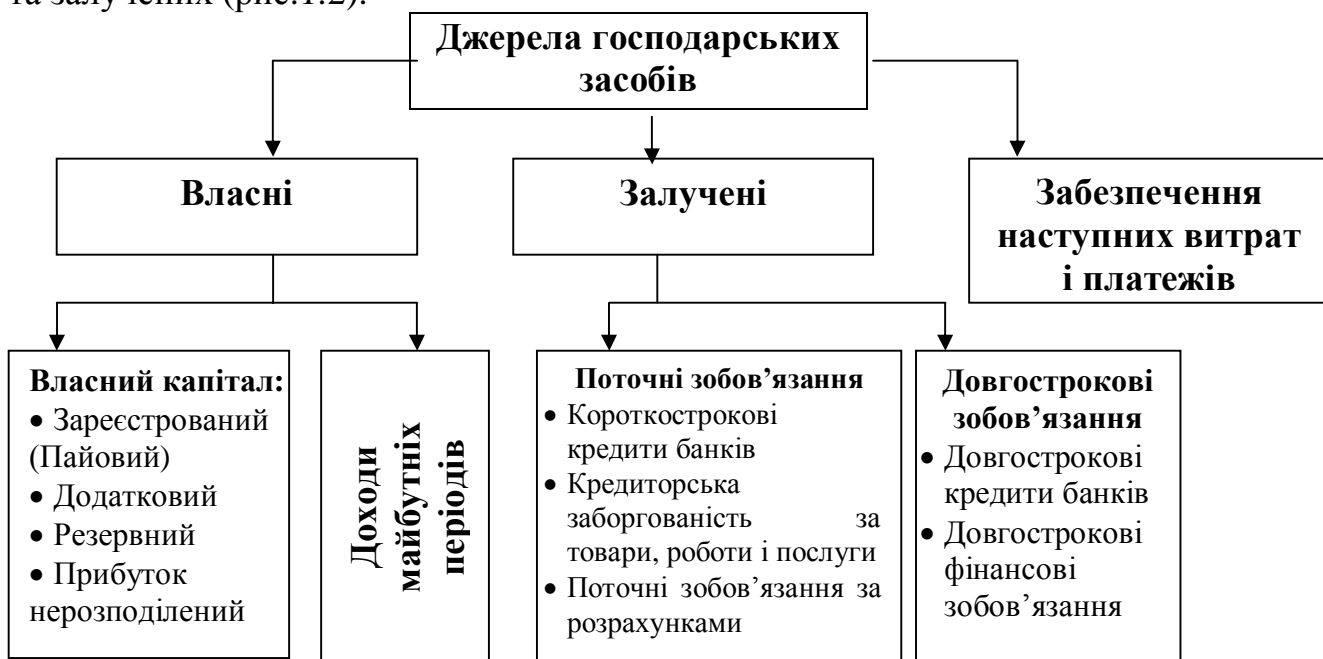 та залучених (рис.1.2).
Джерела господарських
засобів
Власні
Залучені
Забезпечення
наступних витрат
і платежів
Власний капітал:
• Зареєстрований
(Пайовий)
• Додатковий
• Резервний
• Прибуток
нерозподілений
Доходи
майбутніх
періодів
Поточні зобов’язання
• Короткострокові
кредити банків
• Кредиторська
заборгованість за
товари, роботи і послуги
• Поточні зобов’язання за
розрахунками
Довгострокові
зобов’язання
• Довгострокові
кредити банків
• Довгострокові
фінансові
зобов’язання